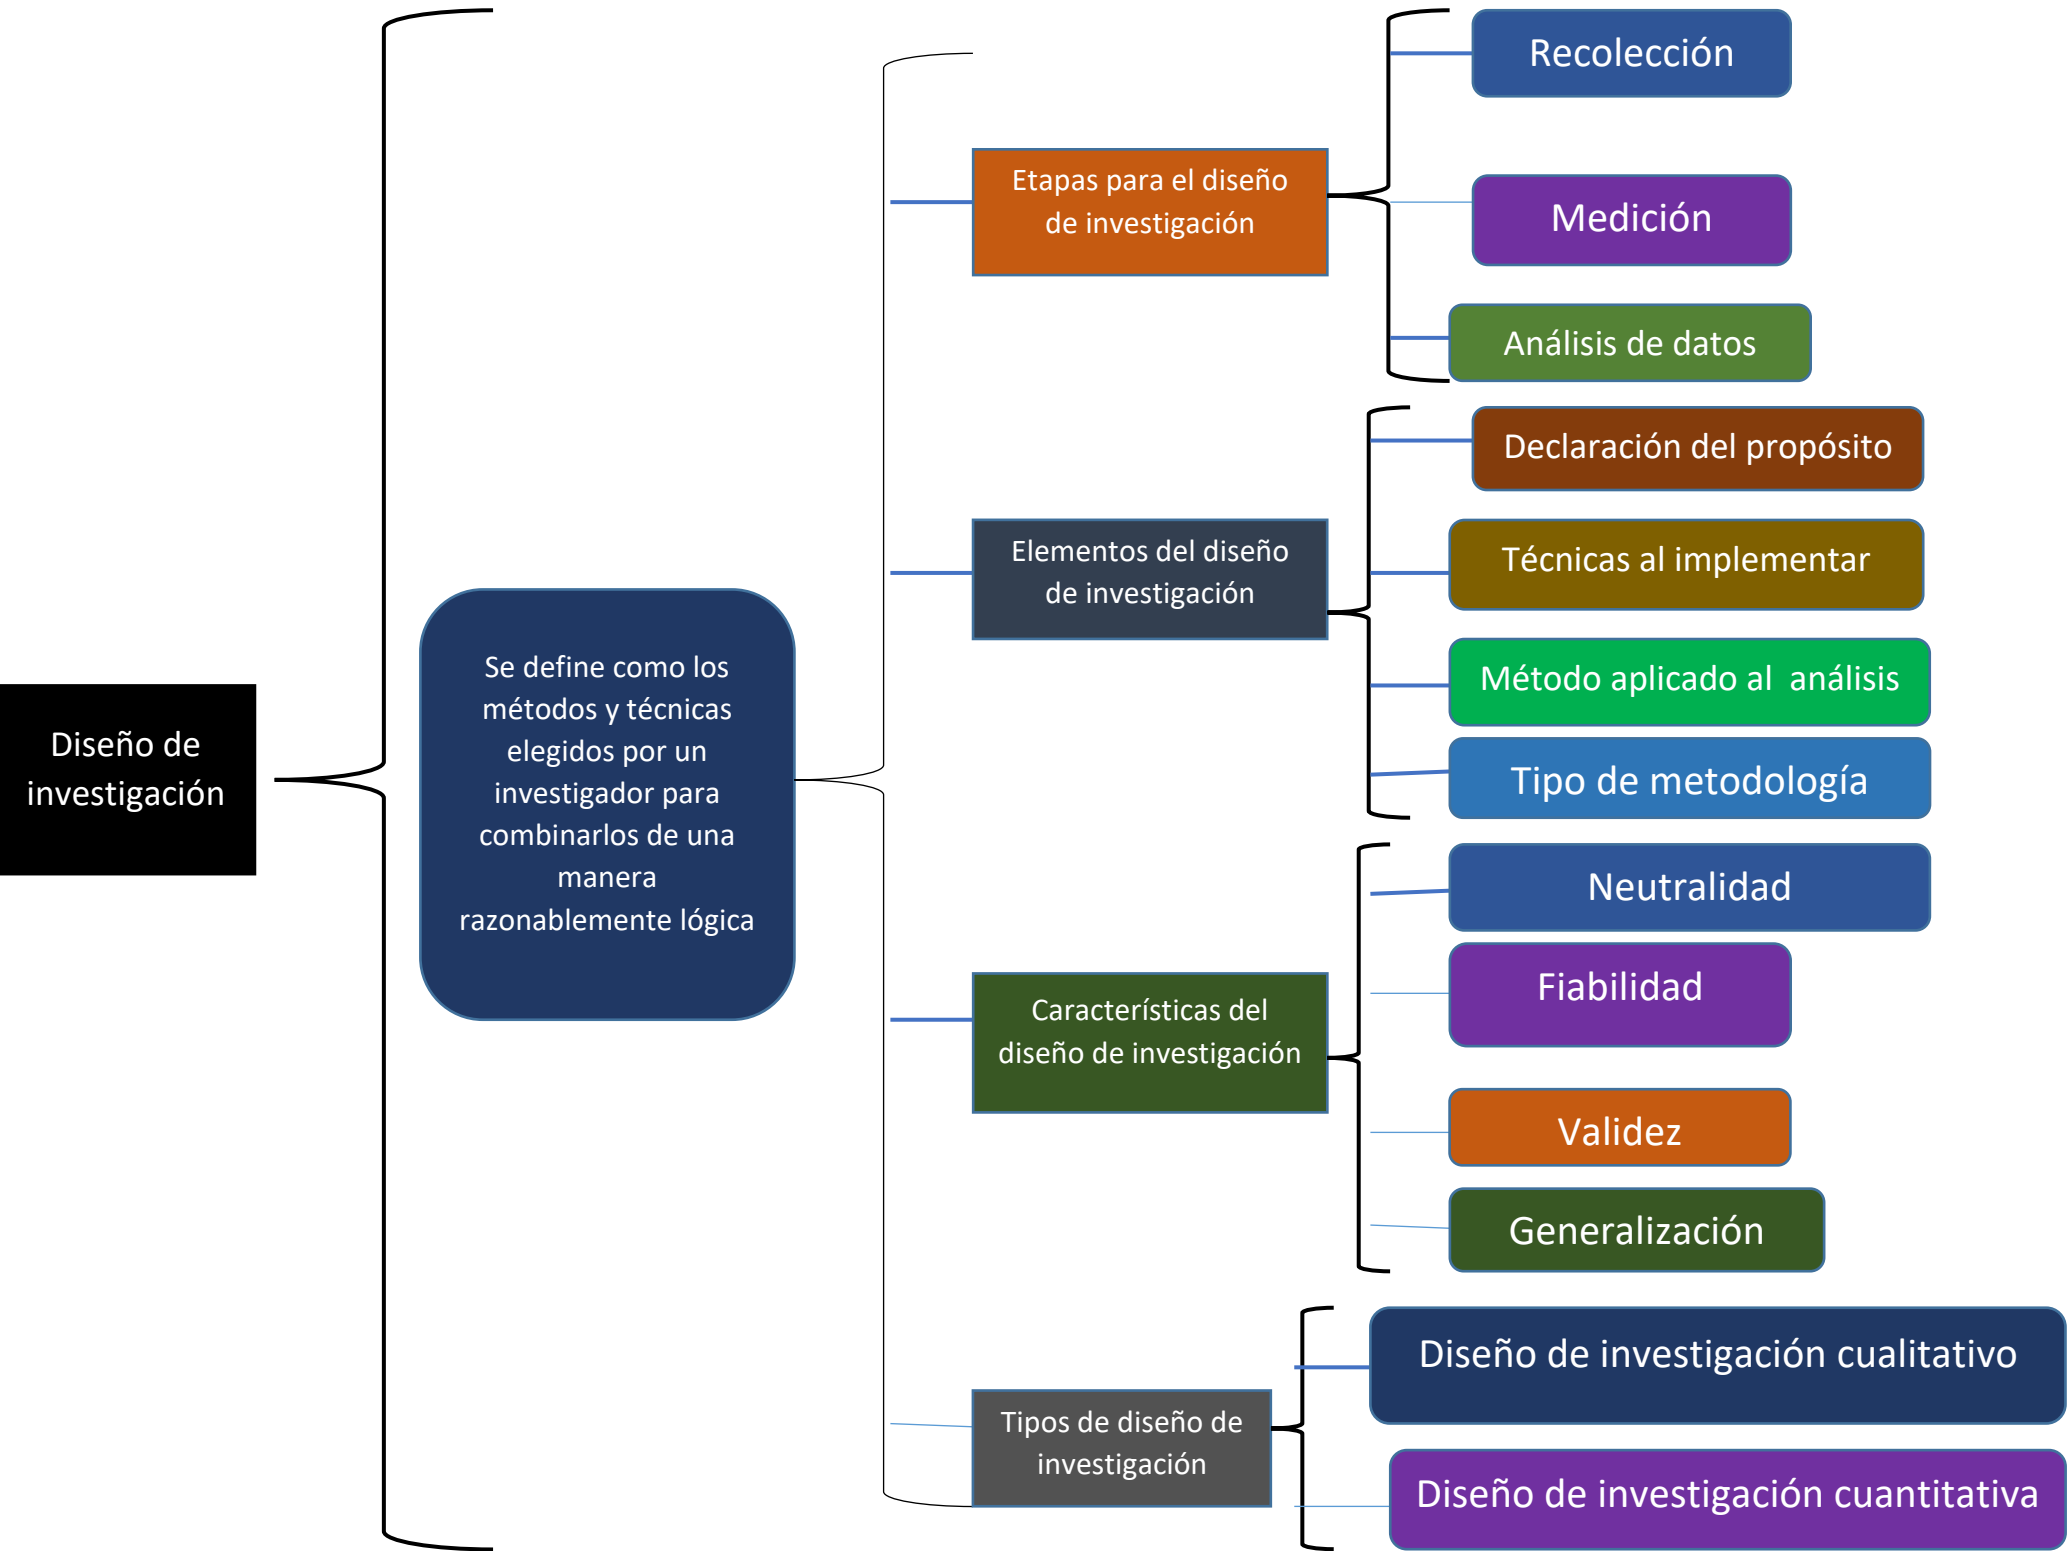 Diseño de
investigación
Se define como los
métodos y técnicas
elegidos por un
investigador para
combinarlos de una
manera
razonablemente lógica
Etapas para el diseño
de investigación
Recolección
Medición
Análisis de datos
Elementos del diseño
de investigación
Declaración del propósito
Técnicas al implementar
Método aplicado al  análisis
Tipo de metodología
Características del
diseño de investigación
Neutralidad
Fiabilidad
Validez
Generalización
Tipos de diseño de
investigación
Diseño de investigación cualitativo
Diseño de investigación cuantitativa